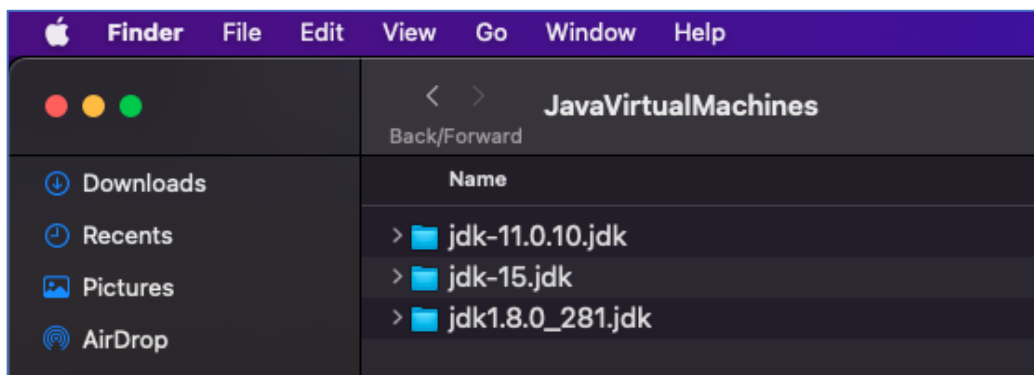 Finder File Edit View Go Window Help
JavaVirtualMachines
Back/Forward
Name
Downloads
Recents
Pictures
AirDrop
jdk-11.0.10.jdk
jdk-15.jdk
jdk1.8.0_281.jdk